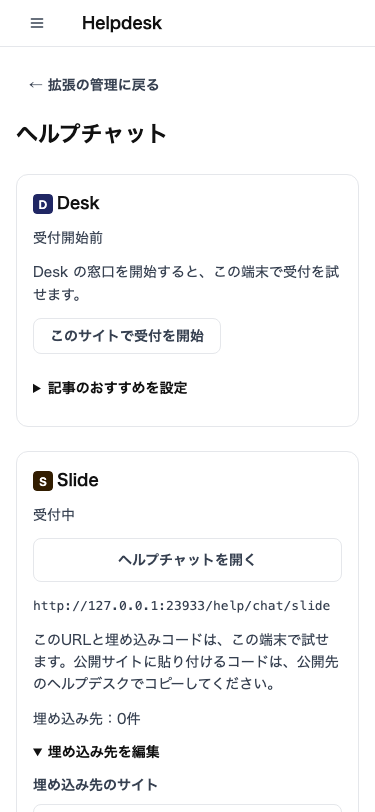 Helpdesk
← 拡張の管理に戻る
ヘルプチャット
D Desk
受付開始前
Desk の窓口を開始すると、この端末で受付を試
せます。
このサイトで受付を開始
▶ 記事のおすすめを設定
S Slide
受付中
ヘルプチャットを開く
http://127.0.0.1:23933/help/chat/slide
このURLと埋め込みコードは、この端末で試せ
ます。公開サイトに貼り付けるコードは、公開先
のヘルプデスクでコピーしてください。
埋め込み先：0件
▼ 埋め込み先を編集
埋め込み先のサイト